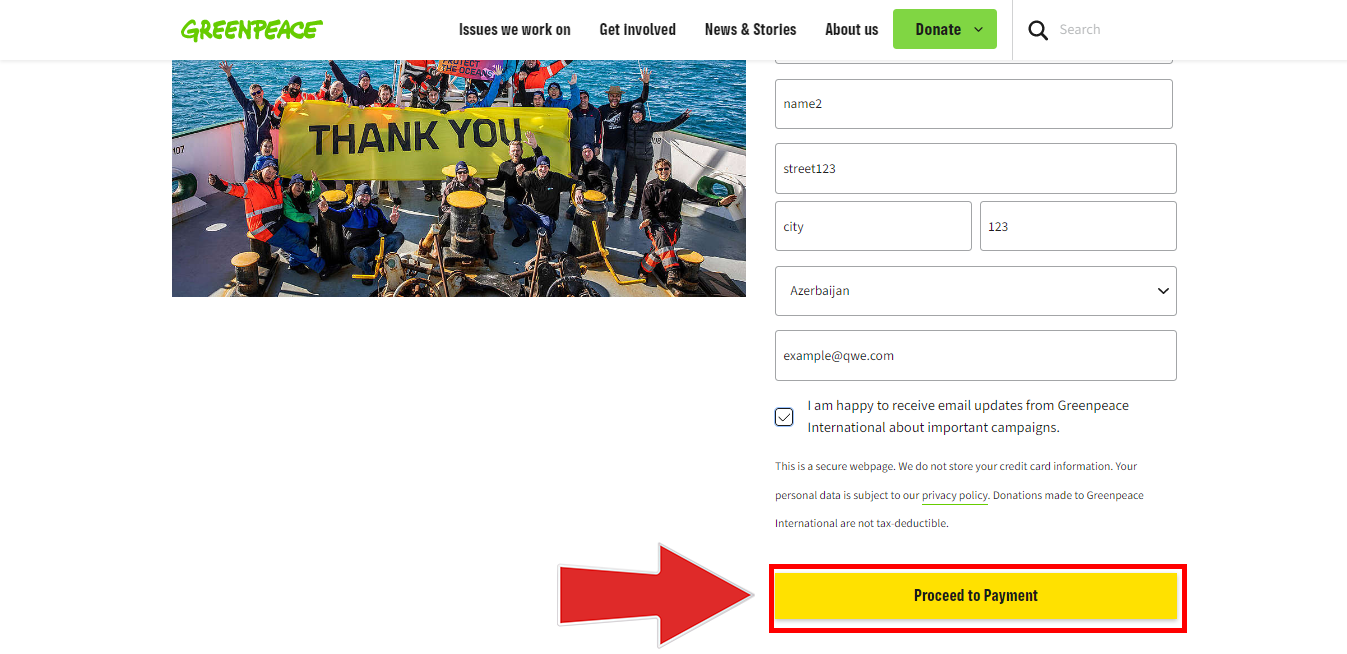 GREENPEACE
Issues we work on
Get involved
News & Stories
About us
Donate
Search
PROTECT
THE OCEANS
THANK YOU
name2
street123
city
123
Azerbaijan
example@qwe.com
I am happy to receive email updates from Greenpeace
International about important campaigns.
This is a secure webpage. We do not store your credit card information. Your
personal data is subject to our privacy policy. Donations made to Greenpeace
International are not tax-deductible.
Proceed to Payment